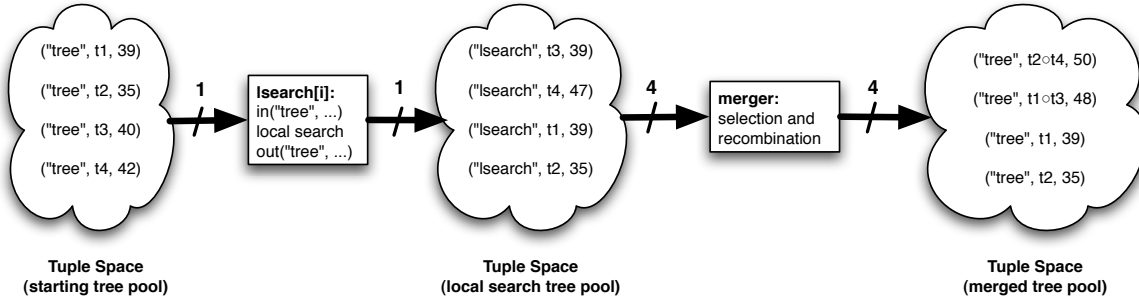 ("tree", t1, 39)
("tree", t2, 35)
("tree", t3, 40)
("tree", t4, 42)
Tuple Space
(starting tree pool)
1
lsearch[i]:
in("tree", ...)
local search
out("tree", ...)
1
("lsearch", t3, 39)
("lsearch", t4, 47)
("lsearch", t1, 39)
("lsearch", t2, 35)
Tuple Space
(local search tree pool)
4
merger:
selection and
recombination
4
("tree", t2○t4, 50)
("tree", t1○t3, 48)
("tree", t1, 39)
("tree", t2, 35)
Tuple Space
(merged tree pool)